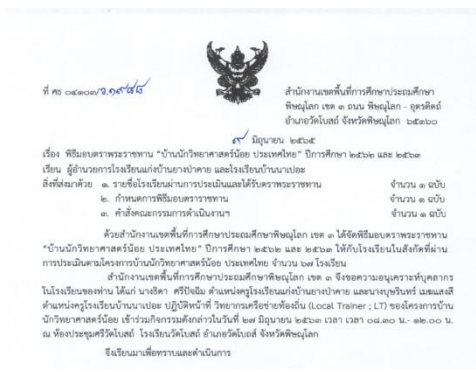 ที่ ศธ ๐๔๑๐๗/ว.๑๙๕๘
สำนักงานเขตพื้นที่การศึกษาประถมศึกษา
พิษณุโลก เขต ๓ ถนน พิษณุโลก - อุตรดิตถ์
อำเภอวัดโบสถ์ จังหวัดพิษณุโลก ๖๕๑๖๐
๙ มิถุนายน ๒๕๖๕
เรื่อง พิธีมอบตราพระราชทาน “บ้านนักวิทยาศาสตร์น้อย ประเทศไทย” ปีการศึกษา ๒๕๖๒ และ ๒๕๖๓
เรียน ผู้อำนวยการโรงเรียนแก่งบางยางป่าคาย และโรงเรียนบ้านนาเปอะ
สิ่งที่ส่งมาด้วย ๑. รายชื่อโรงเรียนผ่านการประเมินและได้รับตราพระราชทาน จำนวน ๑ ฉบับ
๒. กำหนดการพิธีมอบตราราชทาน จำนวน ๑ ฉบับ
๓. คำสั่งคณะกรรมการดำเนินงานฯ จำนวน ๑ ฉบับ
ด้วยสำนักงานเขตพื้นที่การศึกษาประถมศึกษาพิษณุโลก เขต ๓ ได้จัดพิธีมอบตราพระราชทาน
“บ้านนักวิทยาศาสตร์น้อย ประเทศไทย” ปีการศึกษา ๒๕๖๒ และ ๒๕๖๓ ให้กับโรงเรียนในสังกัดที่ผ่าน
การประเมินตามโครงการบ้านนักวิทยาศาสตร์น้อย ประเทศไทย จำนวน ๖๗ โรงเรียน
สำนักงานเขตพื้นที่การศึกษาประถมศึกษาพิษณุโลก เขต ๓ จึงขอความอนุเคราะห์บุคลากร
ในโรงเรียนของท่าน ได้แก่ นางธิดา ศรีปัจฉิม ตำแหน่งครูโรงเรียนแก่งบางยางป่าคาย และนางบุษรินทร์ เมฆแสงสี
ตำแหน่งครูโรงเรียนบ้านนาเปอะ ปฏิบัติหน้าที่ วิทยากรเครือข่ายท้องถิ่น (Local Trainer ; LT) ของโครงการบ้าน
นักวิทยาศาสตร์น้อย เข้าร่วมกิจกรรมดังกล่าวในวันที่ ๒๗ มิถุนายน ๒๕๖๓ เวลา เวลา ๐๘.๓๐ น.- ๑๒.๐๐ น.
ณ ห้องประชุมศรีวัดโบสถ์ โรงเรียนวัดโบสถ์ อำเภอวัดโบถส์ จังหวัดพิษณุโลก
จึงเรียนมาเพื่อทราบและดำเนินการ